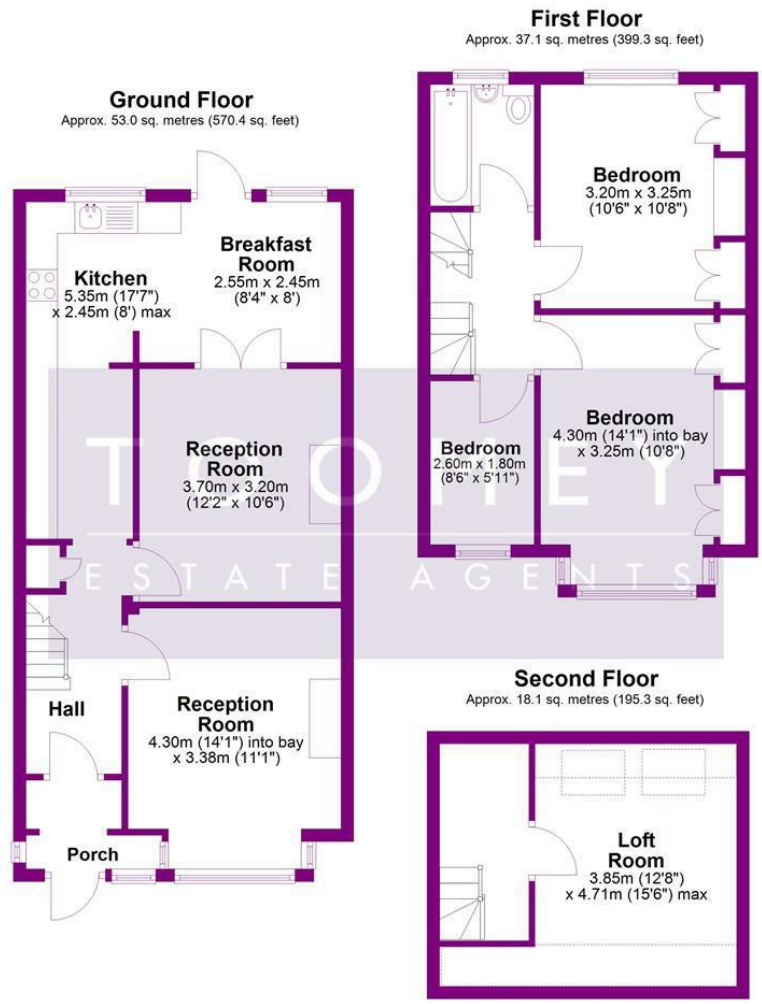 First Floor
Approx. 37.1 sq. metres (399.3 sq. feet)
Ground Floor
Approx. 53.0 sq. metres (570.4 sq. feet)
Bedroom
3.20m x 3.25m
(10'6" x 10'8")
Breakfast
Room
2.55m x 2.45m
(8'4" x 8')
Kitchen
5.35m (17'7")
x 2.45m (8') max
Bedroom
4.30m (14'1") into bay
x 3.25m (10'8")
Bedroom
2.60m x 1.80m
(8'6" x 5'11")
Reception
Room
3.70m x 3.20m
(12'2" x 10'6")
TOOMEY
ESTATE AGENTS
Second Floor
Approx. 18.1 sq. metres (195.3 sq. feet)
Hall
Reception
Room
4.30m (14'1") into bay
x 3.38m (11'1")
Porch
Loft
Room
3.85m (12'8")
x 4.71m (15'6") max